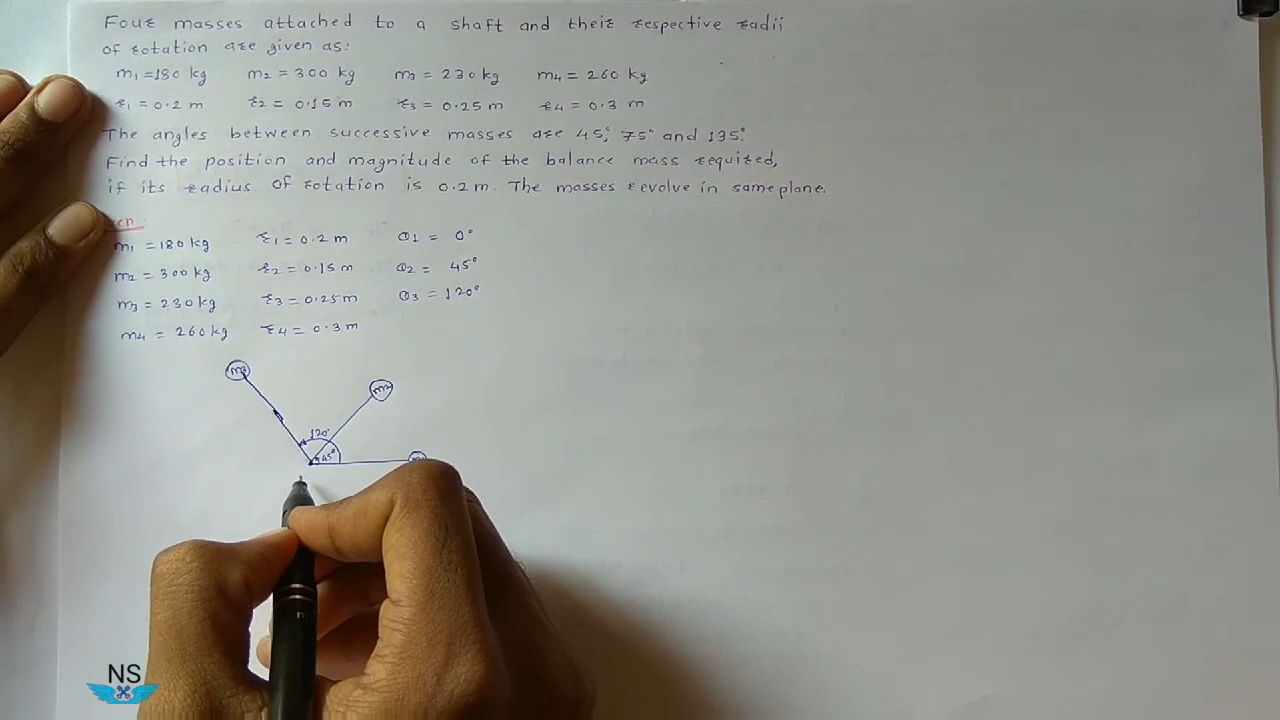 Four masses attached to a shaft and their respective radii
of rotation are given as:
m1 = 180 kg m2 = 300 kg m3 = 230 kg m4 = 260 kg
r1 = 0.2 m r2 = 0.15 m r3 = 0.25 m r4 = 0.3 m
The angles between successive masses are 45°, 75° and 135°.
Find the position and magnitude of the balance mass required,
if its radius of rotation is 0.2 m. The masses revolve in same plane.
m1 = 180 kg r1 = 0.2 m θ1 = 0°
m2 = 300 kg r2 = 0.15 m θ2 = 45°
m3 = 230 kg r3 = 0.25 m θ3 = 120°
m4 = 260 kg r4 = 0.3 m
m3
m2
120°
45°
NS